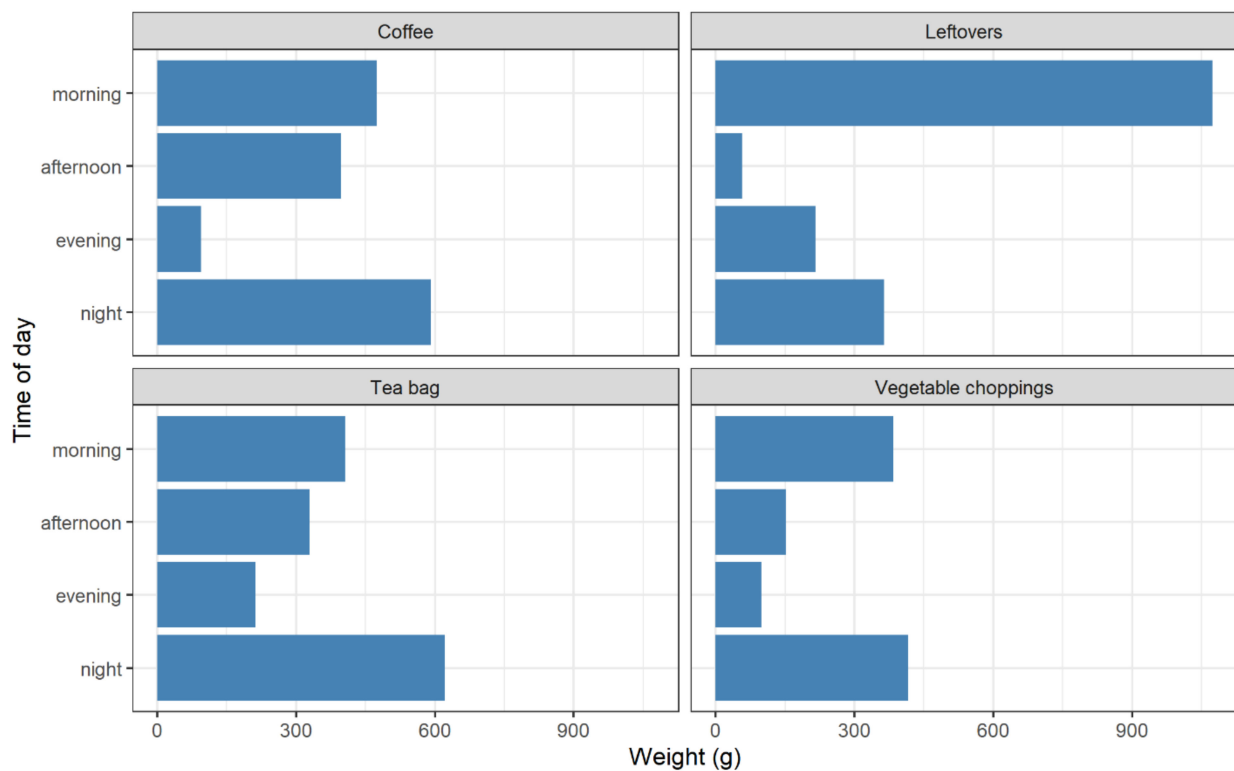 Coffee
Leftovers
morning
afternoon
evening
night
Tea bag
Vegetable choppings
morning
afternoon
evening
night
0 300 600 900
0 300 600 900
Weight (g)
Time of day